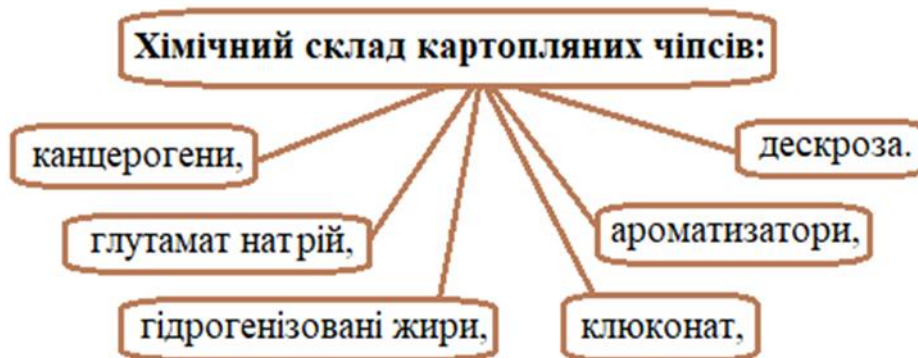 Хімічний склад картопляних чіпсів:
канцерогени,
глутамат натрій,
гідрогенізовані жири,
клюконат,
ароматизатори,
дескроза.